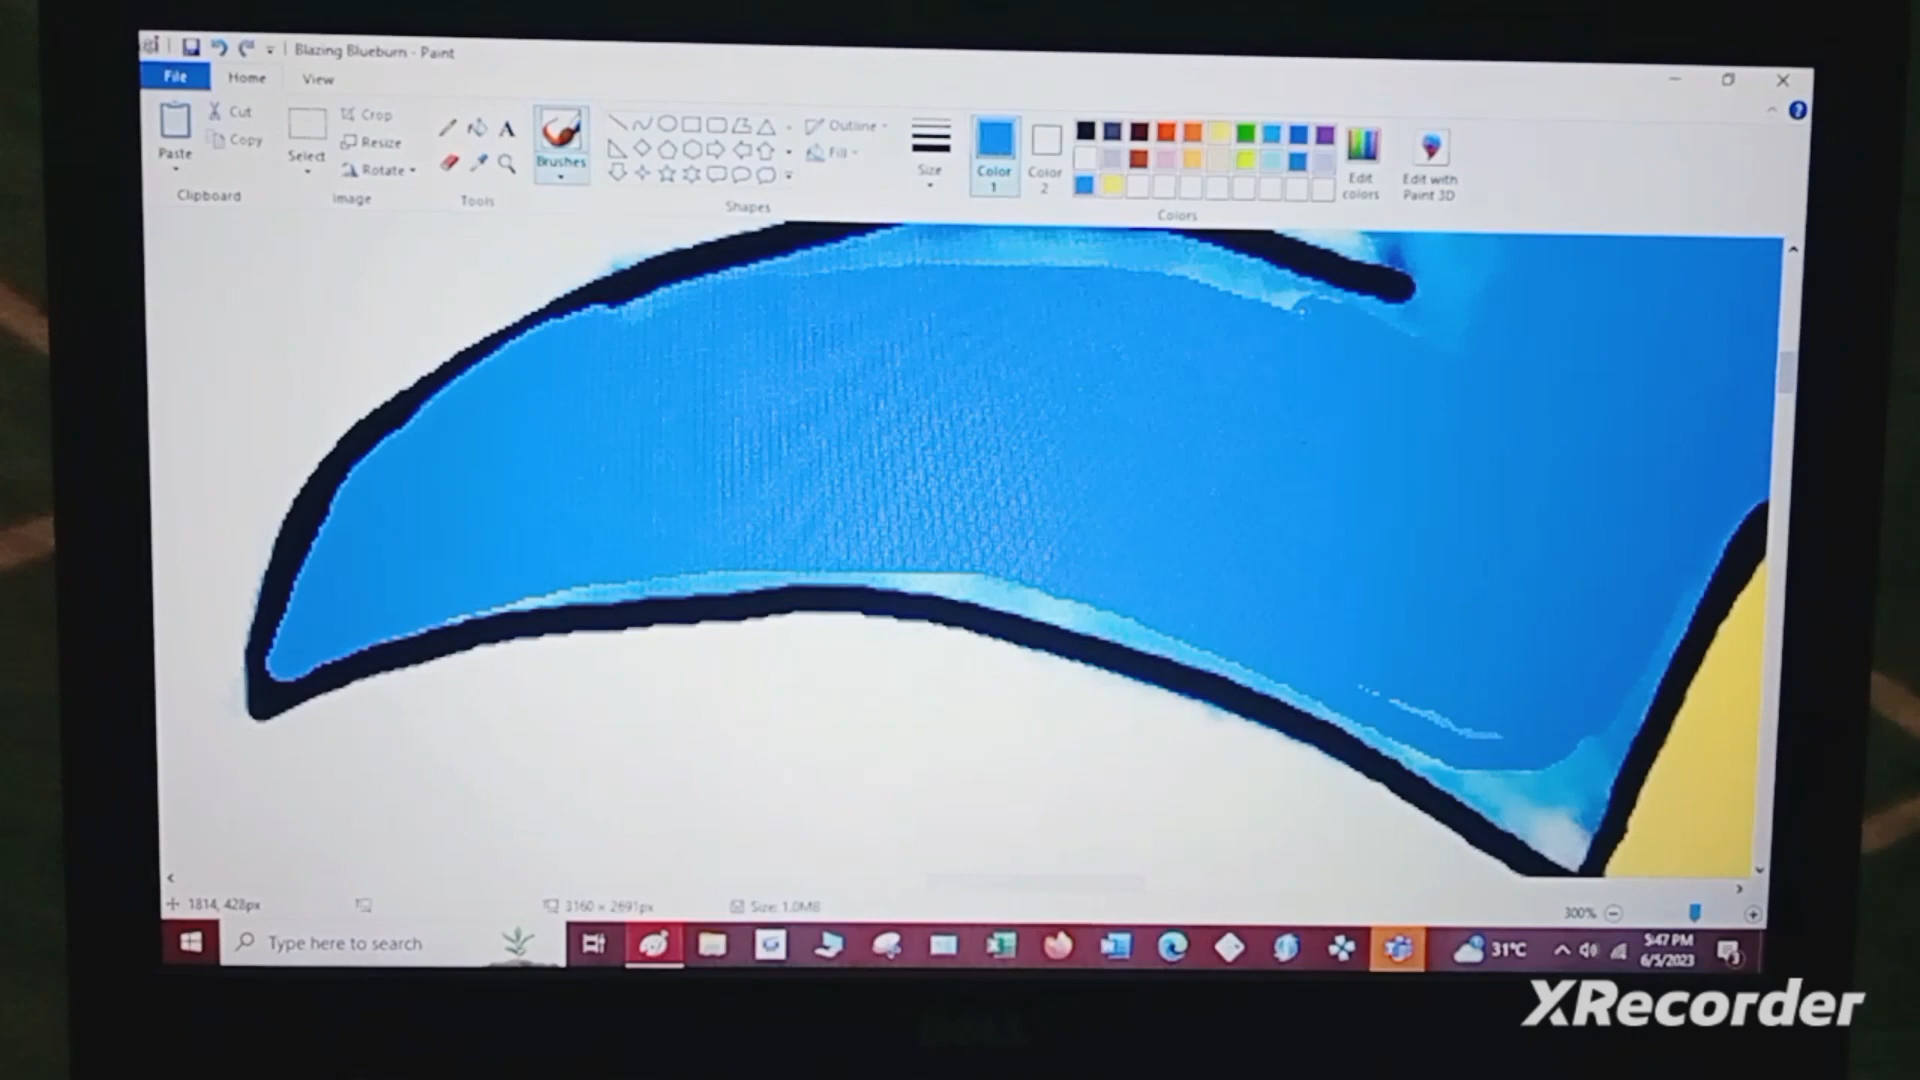 Blazing Blueburn - Paint
File Home View
Paste
Cut
Copy
Clipboard
Select
Crop
Resize
Rotate
Image
A
Tools
Brushes
Outline
Fill
Shapes
Size
Color 1
Color 2
Colors
Edit colors
Edit with Paint 3D
1814, 428px
3160 × 2691px
Size: 1.0MB
300%
Type here to search
31°C
5:47 PM
6/5/2023
XRecorder